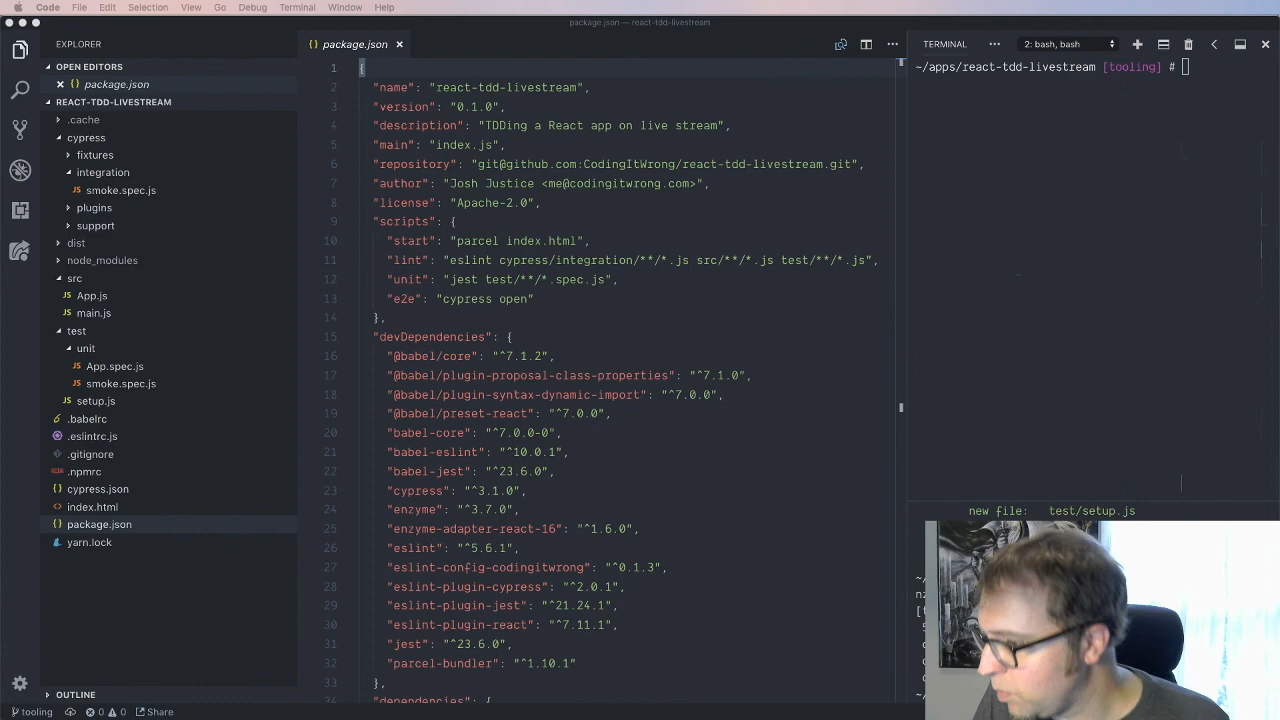 Code File Edit Selection View Go Debug Terminal Window Help
package.json — react-tdd-livestream
EXPLORER
OPEN EDITORS
package.json
REACT-TDD-LIVESTREAM
.cache
cypress
fixtures
integration
smoke.spec.js
plugins
support
dist
node_modules
src
App.js
main.js
test
unit
App.spec.js
smoke.spec.js
setup.js
.babelrc
.eslintrc.js
.gitignore
.npmrc
cypress.json
index.html
package.json
yarn.lock
OUTLINE
tooling 0 0 Share
package.json
1 {
2 "name": "react-tdd-livestream",
3 "version": "0.1.0",
4 "description": "TDDing a React app on live stream",
5 "main": "index.js",
6 "repository": "git@github.com:CodingItWrong/react-tdd-livestream.git",
7 "author": "Josh Justice <me@codingitwrong.com>",
8 "license": "Apache-2.0",
9 "scripts": {
10 "start": "parcel index.html",
11 "lint": "eslint cypress/integration/**/*.js src/**/*.js test/**/*.js",
12 "unit": "jest test/**/*.spec.js",
13 "e2e": "cypress open"
14 },
15 "devDependencies": {
16 "@babel/core": "^7.1.2",
17 "@babel/plugin-proposal-class-properties": "^7.1.0",
18 "@babel/plugin-syntax-dynamic-import": "^7.0.0",
19 "@babel/preset-react": "^7.0.0",
20 "babel-core": "^7.0.0-0",
21 "babel-eslint": "^10.0.1",
22 "babel-jest": "^23.6.0",
23 "cypress": "^3.1.0",
24 "enzyme": "^3.7.0",
25 "enzyme-adapter-react-16": "^1.6.0",
26 "eslint": "^5.6.1",
27 "eslint-config-codingitwrong": "^0.1.3",
28 "eslint-plugin-cypress": "^2.0.1",
29 "eslint-plugin-jest": "^21.24.1",
30 "eslint-plugin-react": "^7.11.1",
31 "jest": "^23.6.0",
32 "parcel-bundler": "^1.10.1"
33 },
34 "dependencies": {
TERMINAL 2: bash, bash
~/apps/react-tdd-livestream [tooling] #
new file: test/setup.js